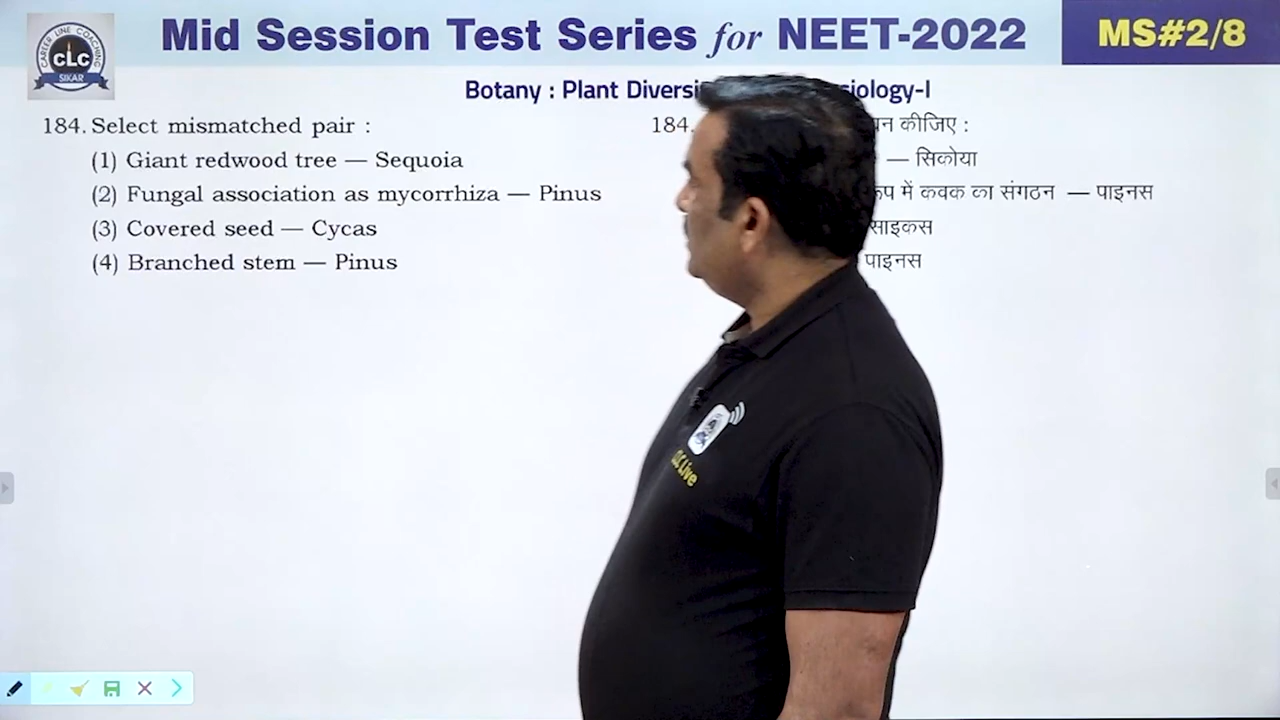 CAREER LINE COACHING
CLC
SIKAR
Mid Session Test Series for NEET-2022
MS#2/8
Botany : Plant
184. Select mismatched pair :
(1) Giant redwood tree — Sequoia
(2) Fungal association as mycorrhiza — Pinus
(3) Covered seed — Cycas
(4) Branched stem — Pinus
184. कीजिए :
— सिकोया
में कवक का संगठन — पाइनस
साइकस
पाइनस
CLC Live